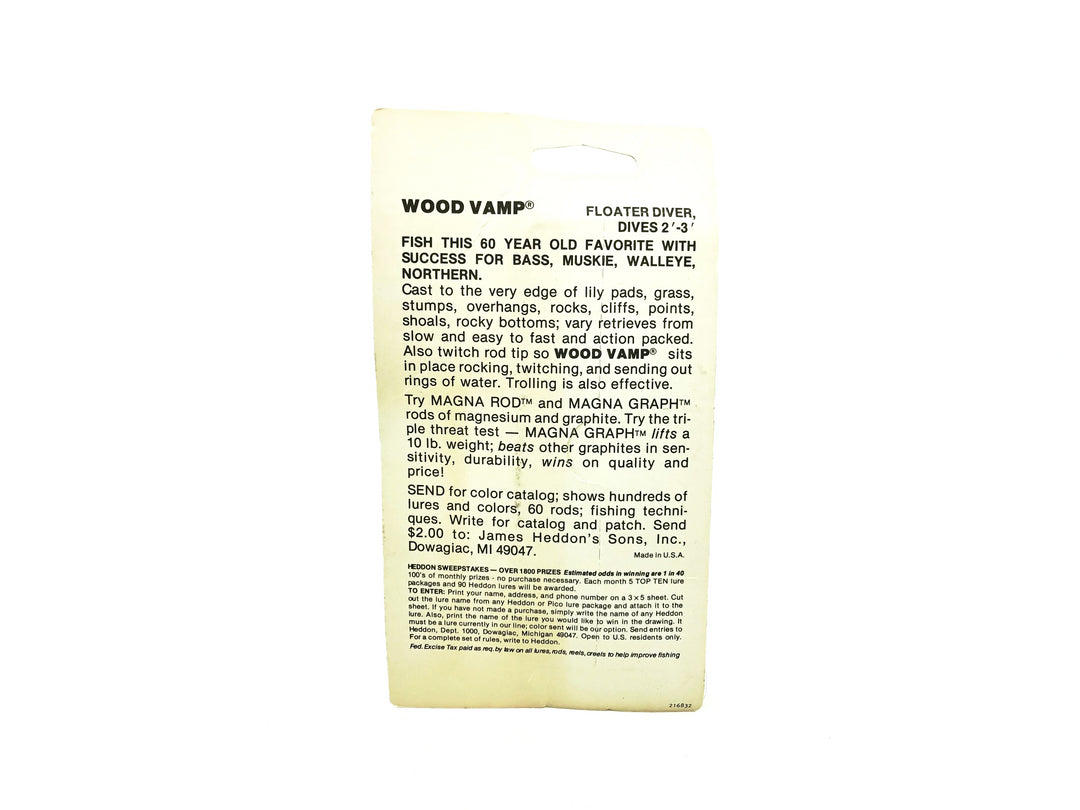 WOOD VAMP®
FLOATER DIVER,
DIVES 2'-3'
FISH THIS 60 YEAR OLD FAVORITE WITH
SUCCESS FOR BASS, MUSKIE, WALLEYE,
NORTHERN.
Cast to the very edge of lily pads, grass,
stumps, overhangs, rocks, cliffs, points,
shoals, rocky bottoms; vary retrieves from
slow and easy to fast and action packed.
Also twitch rod tip so WOOD VAMP® sits
in place rocking, twitching, and sending out
rings of water. Trolling is also effective.
Try MAGNA ROD™ and MAGNA GRAPH™
rods of magnesium and graphite. Try the tri-
ple threat test — MAGNA GRAPH™ lifts a
10 lb. weight; beats other graphites in sen-
sitivity, durability, wins on quality and
price!
SEND for color catalog; shows hundreds of
lures and colors, 60 rods; fishing techni-
ques. Write for catalog and patch. Send
$2.00 to: James Heddon's Sons, Inc.,
Dowagiac, MI 49047.
Made in U.S.A.
HEDDON SWEEPSTAKES — OVER 1800 PRIZES Estimated odds in winning are 1 in 40
100's of monthly prizes - no purchase necessary. Each month 5 TOP TEN lure
packages and 90 Heddon lures will be awarded.
TO ENTER: Print your name, address, and phone number on a 3 x 5 sheet. Cut
out the lure name from any Heddon or Pico lure package and attach it to the
sheet. If you have not made a purchase, simply write the name of any Heddon
lure. Also, print the name of the lure you would like to win in the drawing. It
must be a lure currently in our line; color sent will be our option. Send entries to
Heddon, Dept. 1000, Dowagiac, Michigan 49047. Open to U.S. residents only.
For a complete set of rules, write to Heddon.
Fed. Excise Tax paid as req. by law on all lures, rods, reels, creels to help improve fishing
216832